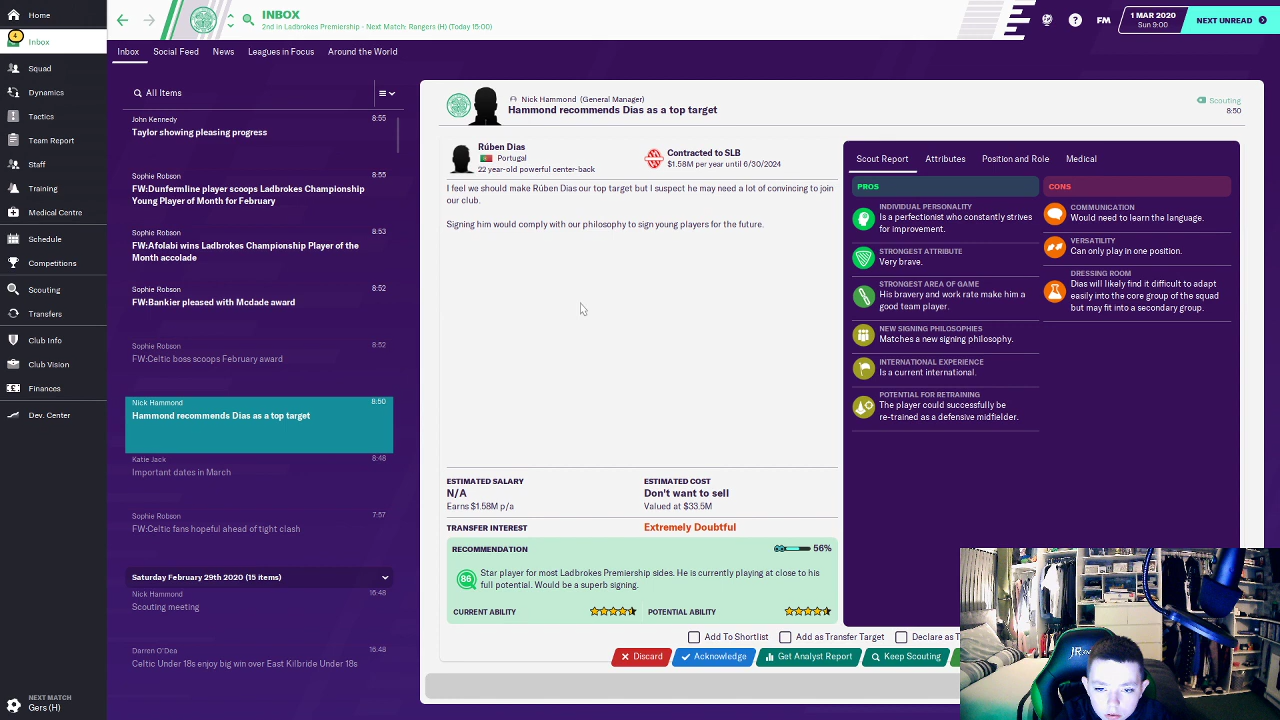 INBOX
2nd in Ladbrokes Premiership - Next Match: Rangers (H) (Today 15:00)
FM
1 MAR 2020
Sun 9:00
NEXT UNREAD
4
Inbox
Squad
Dynamics
Tactics
Team Report
Staff
Training
Medical Centre
Schedule
Competitions
Scouting
Transfers
Club Info
Club Vision
Finances
Dev. Center
NEXT MATCH
Gers (H)
Inbox
Social Feed
News
Leagues in Focus
Around the World
All Items
John Kennedy 8:55
Taylor showing pleasing progress
Sophie Robson 8:55
FW:Dunfermline player scoops Ladbrokes Championship
Young Player of Month for February
Sophie Robson 8:53
FW:Afolabi wins Ladbrokes Championship Player of the
Month accolade
Sophie Robson 8:52
FW:Bankier pleased with Mcdade award
Sophie Robson 8:52
FW:Celtic boss scoops February award
Nick Hammond 8:50
Hammond recommends Dias as a top target
Katie Jack 8:48
Important dates in March
Sophie Robson 7:57
FW:Celtic fans hopeful ahead of tight clash
Saturday February 29th 2020 (15 items)
Nick Hammond 16:48
Scouting meeting
Darren O'Dea 16:48
Celtic Under 18s enjoy big win over East Kilbride Under 18s
Nick Hammond (General Manager)
Hammond recommends Dias as a top target
Scouting
8:50
Rúben Dias
Portugal
22 year-old powerful center-back
Contracted to SLB
$1.58M per year until 6/30/2024
I feel we should make Rúben Dias our top target but I suspect he may need a lot of convincing to join
our club.
Signing him would comply with our philosophy to sign young players for the future.
ESTIMATED SALARY
N/A
Earns $1.58M p/a
ESTIMATED COST
Don't want to sell
Valued at $33.5M
TRANSFER INTEREST
Extremely Doubtful
RECOMMENDATION
56%
86
Star player for most Ladbrokes Premiership sides. He is currently playing at close to his
full potential. Would be a superb signing.
CURRENT ABILITY
POTENTIAL ABILITY
Scout Report
Attributes
Position and Role
Medical
PROS
INDIVIDUAL PERSONALITY
Is a perfectionist who constantly strives
for improvement.
STRONGEST ATTRIBUTE
Very brave.
STRONGEST AREA OF GAME
His bravery and work rate make him a
good team player.
NEW SIGNING PHILOSOPHIES
Matches a new signing philosophy.
INTERNATIONAL EXPERIENCE
Is a current international.
POTENTIAL FOR RETRAINING
The player could successfully be
re-trained as a defensive midfielder.
CONS
COMMUNICATION
Would need to learn the language.
VERSATILITY
Can only play in one position.
DRESSING ROOM
Dias will likely find it difficult to adapt
easily into the core group of the squad
but may fit into a secondary group.
Add To Shortlist
Add as Transfer Target
Declare as T
Discard
Acknowledge
Get Analyst Report
Keep Scouting